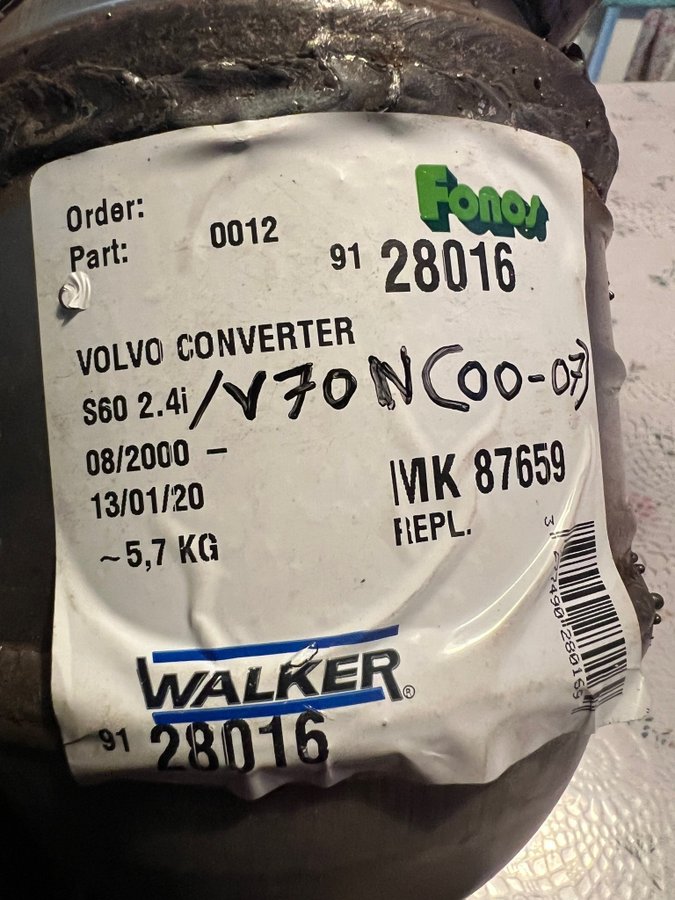 Fonos
Order:
Part: 0012 91 28016
VOLVO CONVERTER
S60 2.4i /V70N(00-07)
08/2000 -
13/01/20 MK 87659
~5,7 KG REPL.
WALKER®
91 28016